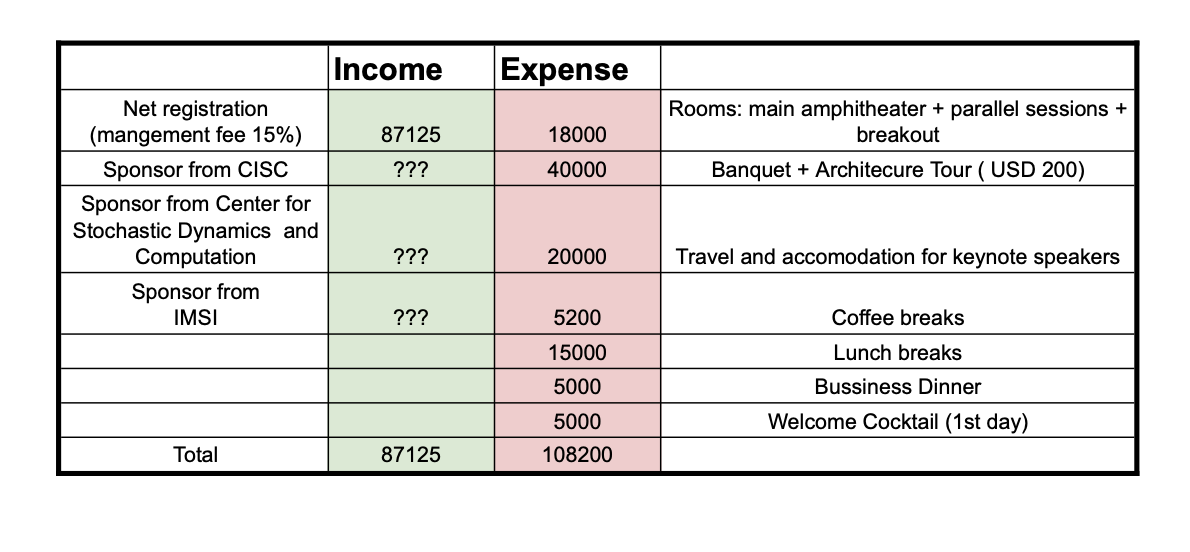 Income Expense
Net registration
(mangement fee 15%) 87125 18000 Rooms: main amphitheater + parallel sessions +
breakout
Sponsor from CISC ??? 40000 Banquet + Architecure Tour ( USD 200)
Sponsor from Center for
Stochastic Dynamics and
Computation ??? 20000 Travel and accomodation for keynote speakers
Sponsor from
IMSI ??? 5200 Coffee breaks
15000 Lunch breaks
5000 Bussiness Dinner
5000 Welcome Cocktail (1st day)
Total 87125 108200